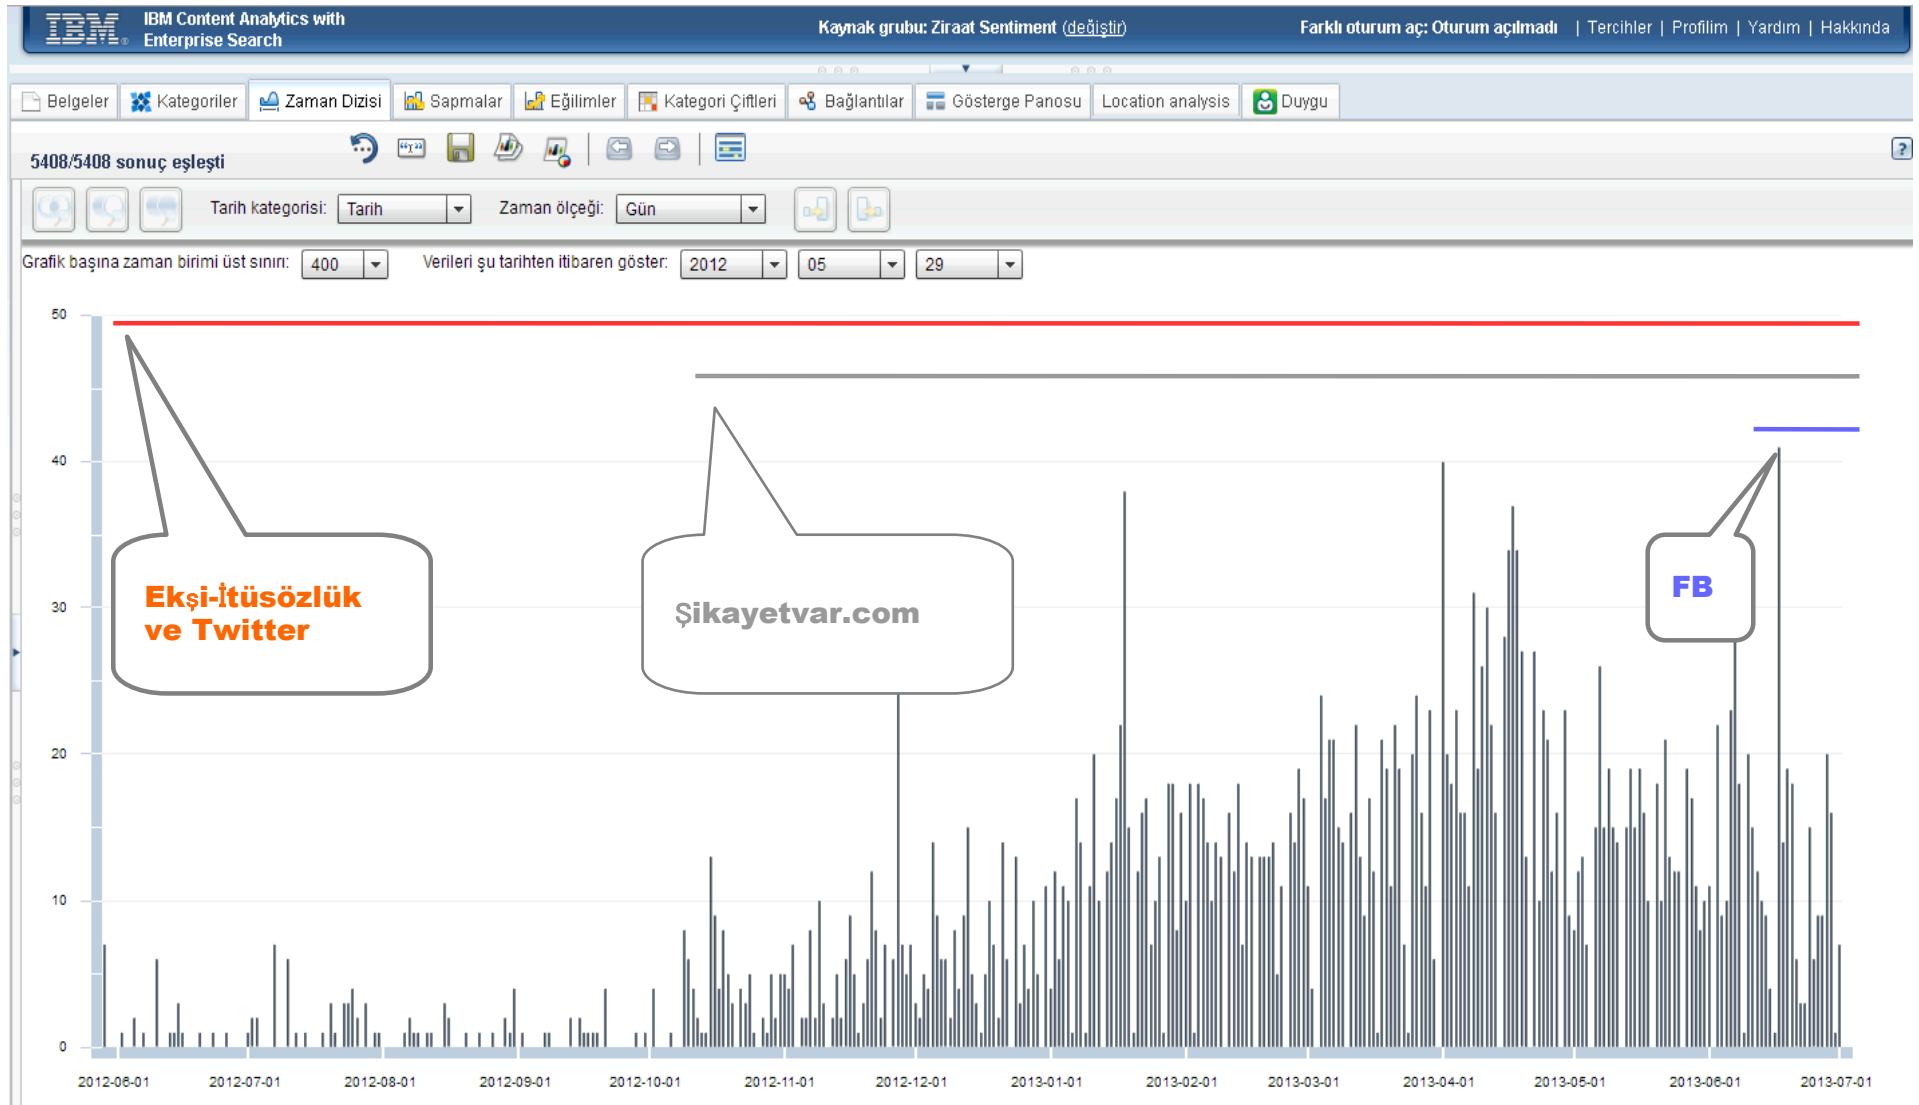 IBM
IBM Content Analytics with
Enterprise Search
Kaynak grubu: Ziraat Sentiment (değiştir)
Farklı oturum aç: Oturum açılmadı | Tercihler | Profilim | Yardım | Hakkında
Belgeler Kategoriler Zaman Dizisi Sapmalar Eğilimler Kategori Çiftleri Bağlantılar Gösterge Panosu Location analysis Duygu
5408/5408 sonuç eşleşti
?
Tarih kategorisi: Tarih Zaman ölçeği: Gün
Grafik başına zaman birimi üst sınırı: 400 Verileri şu tarihten itibaren göster: 2012 05 29
50
40
30
20
10
0
Ekşi-İtüsözlük
ve Twitter
Şikayetvar.com
FB
2012-06-01 2012-07-01 2012-08-01 2012-09-01 2012-10-01 2012-11-01 2012-12-01 2013-01-01 2013-02-01 2013-03-01 2013-04-01 2013-05-01 2013-06-01 2013-07-01